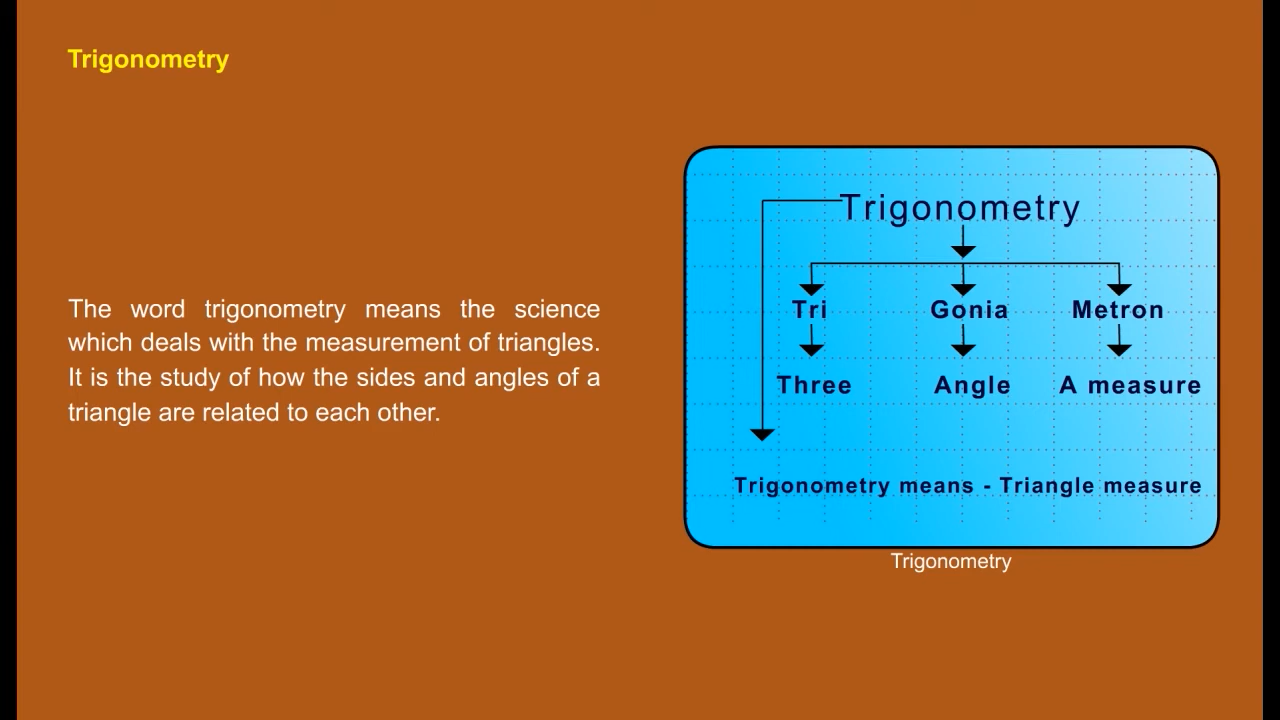 Trigonometry
The word trigonometry means the science
which deals with the measurement of triangles.
It is the study of how the sides and angles of a
triangle are related to each other.
Trigonometry
Tri Gonia Metron
Three Angle A measure
Trigonometry means - Triangle measure
Trigonometry